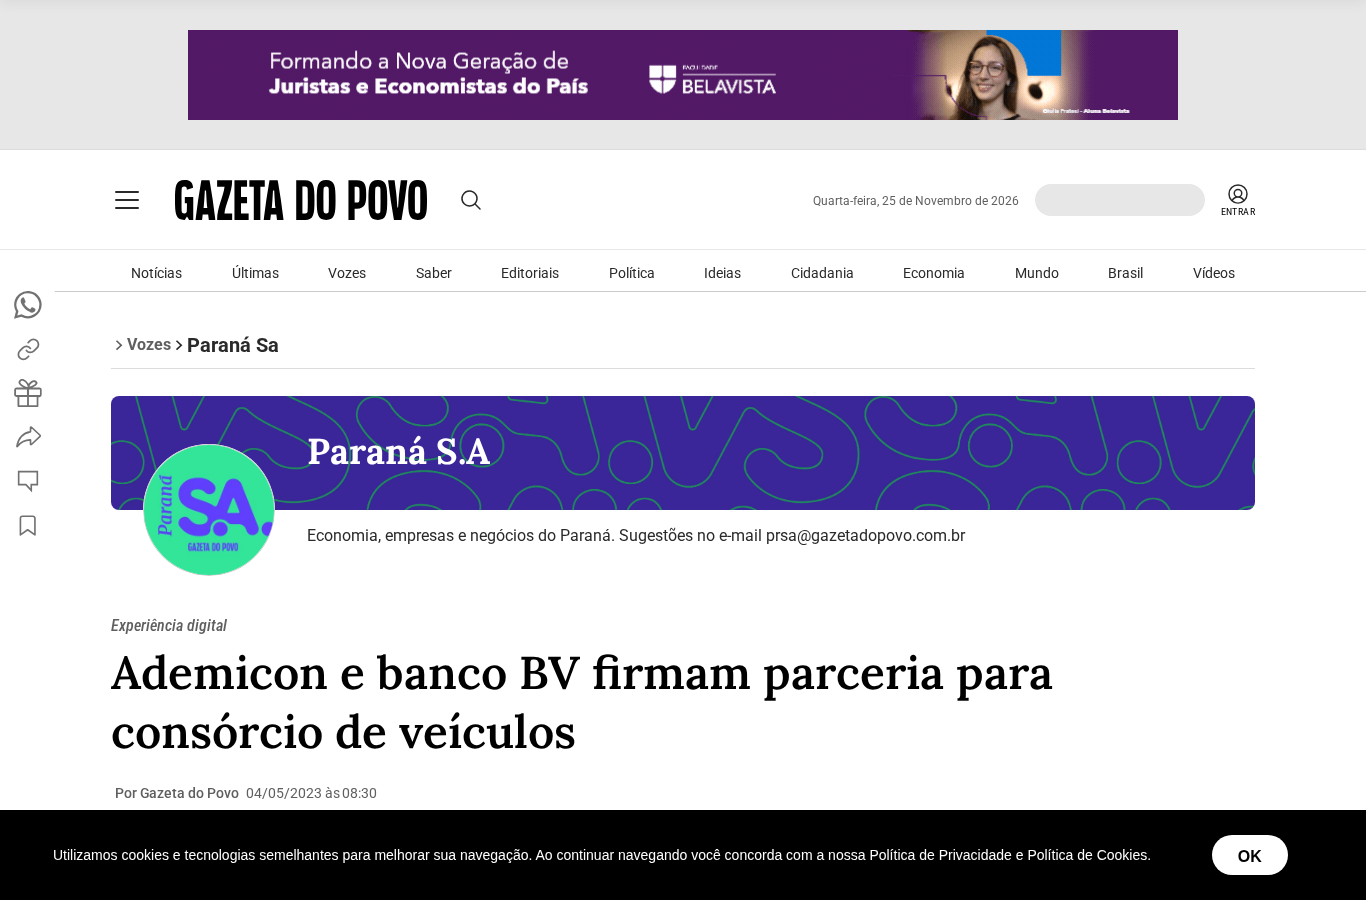 Formando a Nova Geração de
Juristas e Economistas do País
FACULDADE
BELAVISTA
Giulia Pratesi - Aluna Belavista
GAZETA DO POVO
Quarta-feira, 25 de Novembro de 2026
ENTRAR
Notícias Últimas Vozes Saber Editoriais Política Ideias Cidadania Economia Mundo Brasil Vídeos
Vozes Paraná Sa
Paraná S.A
Paraná
S.A.
GAZETA DO POVO
Economia, empresas e negócios do Paraná. Sugestões no e-mail prsa@gazetadopovo.com.br
Experiência digital
Ademicon e banco BV firmam parceria para
consórcio de veículos
Por Gazeta do Povo 04/05/2023 às 08:30
Utilizamos cookies e tecnologias semelhantes para melhorar sua navegação. Ao continuar navegando você concorda com a nossa Política de Privacidade e Política de Cookies.
OK